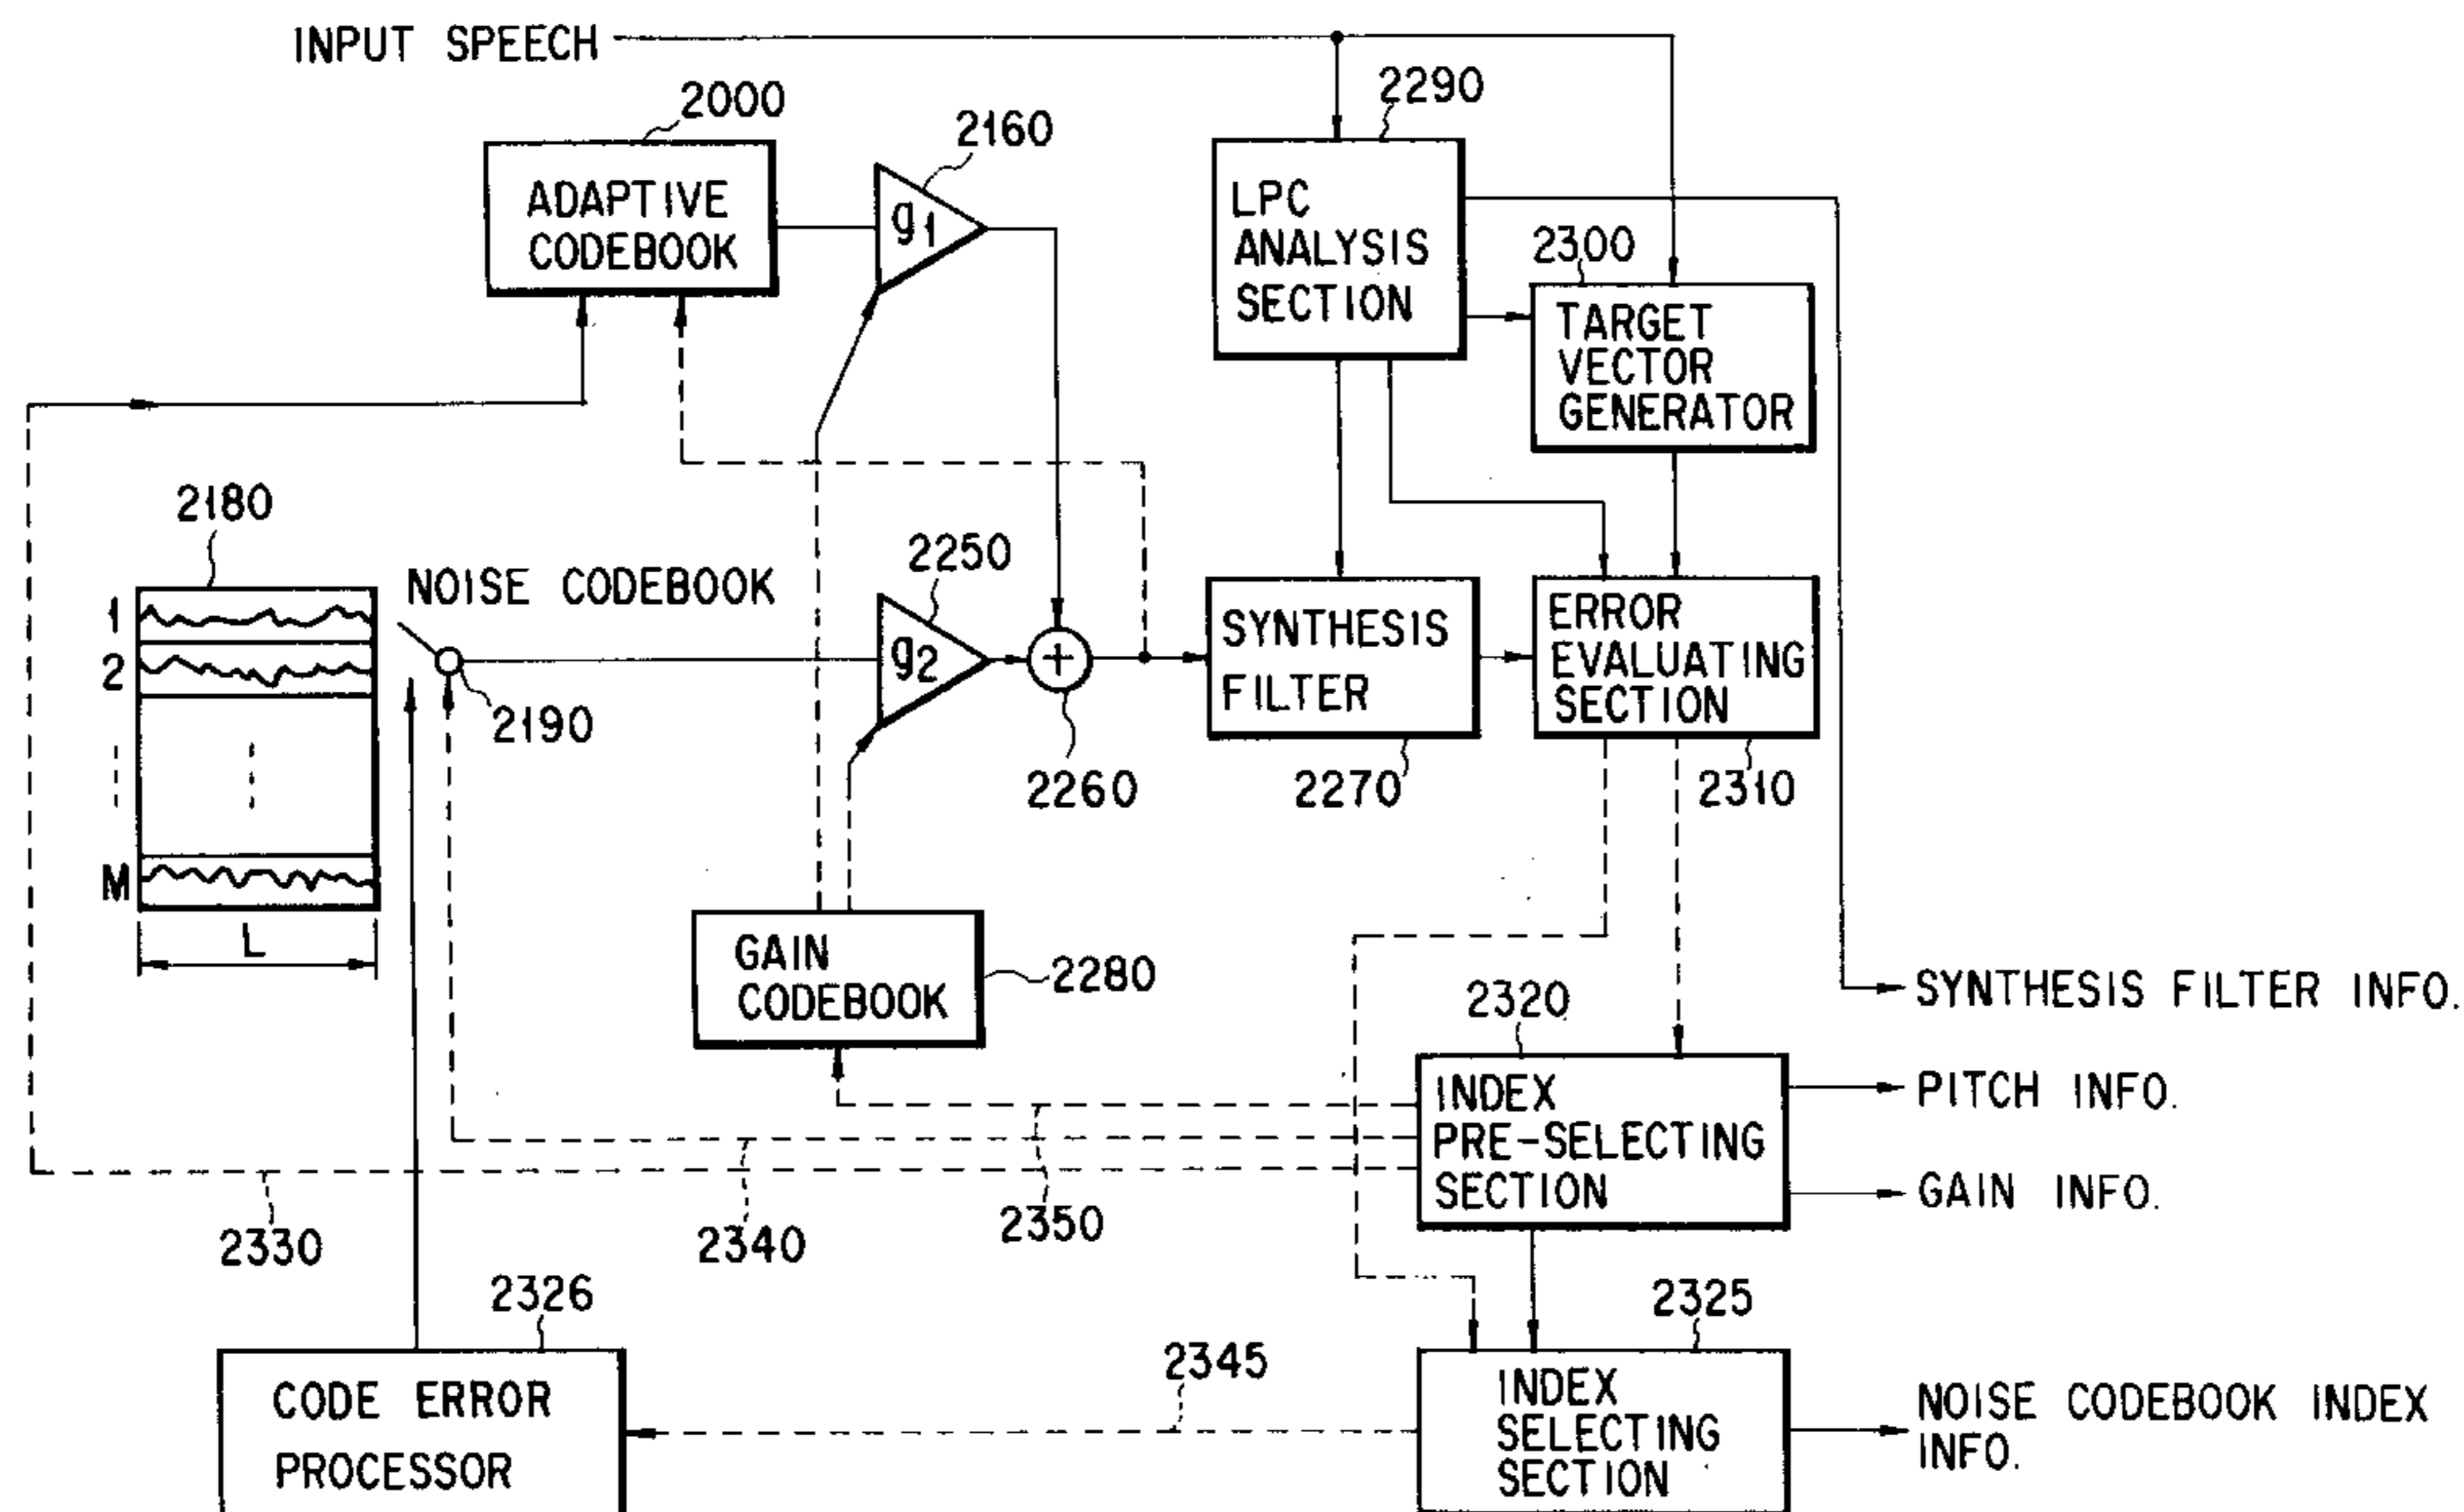 INPUT SPEECH
2000
2160
2290
ADAPTIVE
CODEBOOK
g1
LPC
ANALYSIS
SECTION
2300
TARGET
VECTOR
GENERATOR
2180
NOISE CODEBOOK
2250
1
2
M
L
2190
g2
+
2260
SYNTHESIS
FILTER
2270
ERROR
EVALUATING
SECTION
2310
GAIN
CODEBOOK
2280
SYNTHESIS FILTER INFO.
2320
INDEX
PRE-SELECTING
SECTION
PITCH INFO.
GAIN INFO.
2330
2340
2350
2326
CODE ERROR
PROCESSOR
2345
2325
INDEX
SELECTING
SECTION
NOISE CODEBOOK INDEX
INFO.